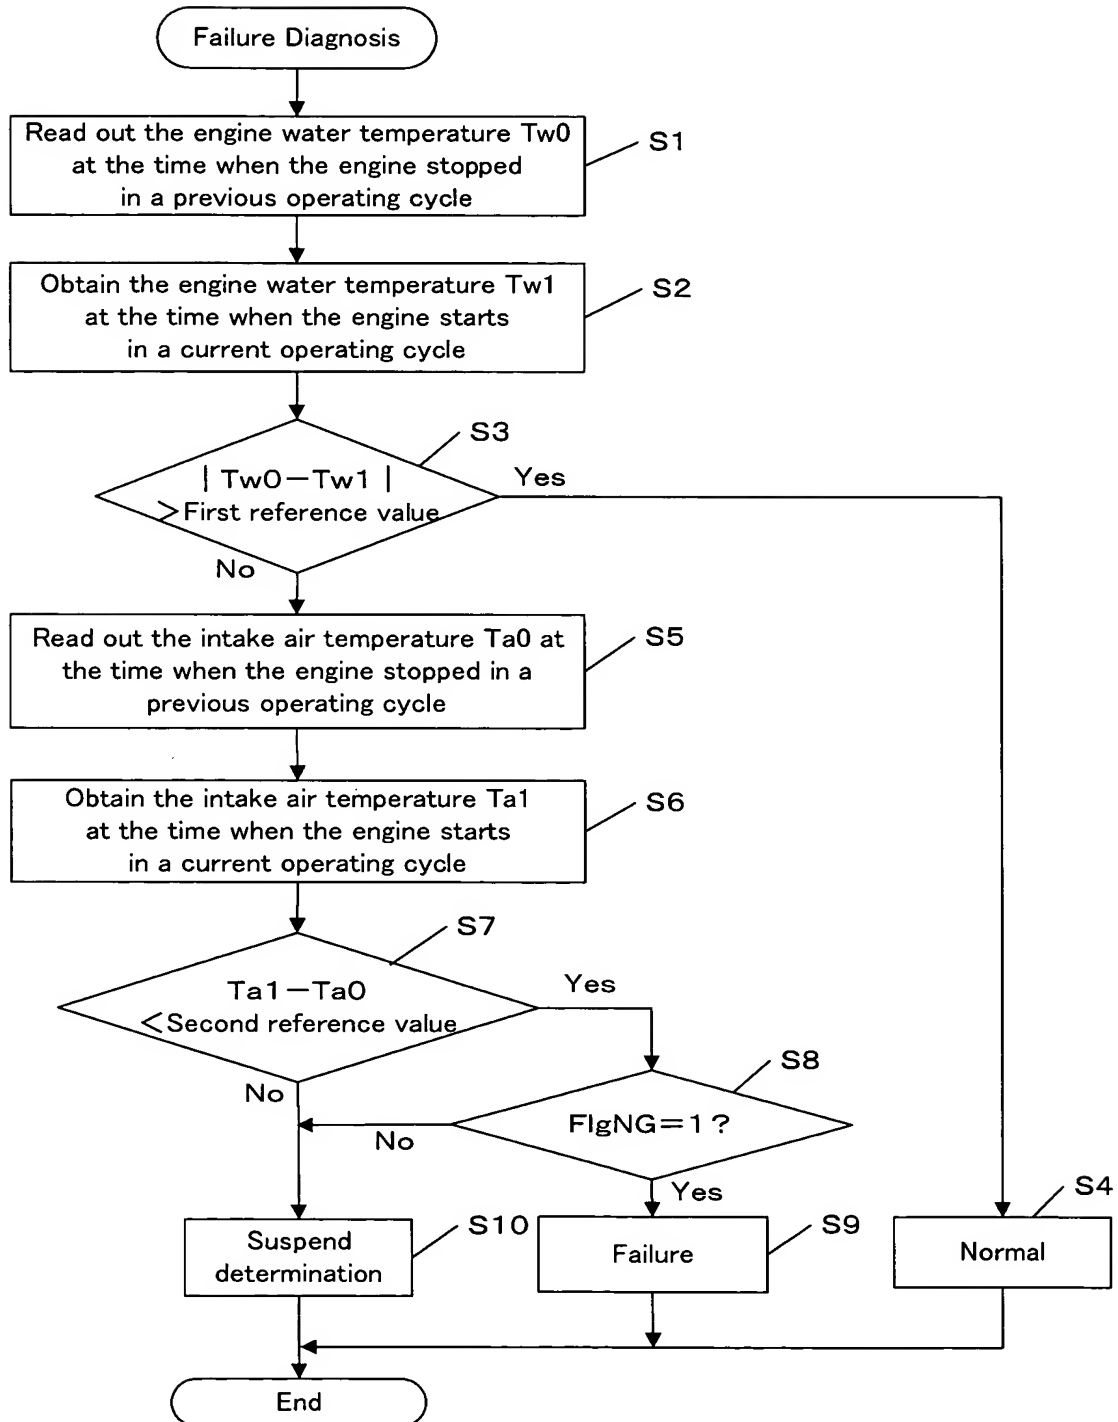 Failure Diagnosis
Read out the engine water temperature Tw0
at the time when the engine stopped
in a previous operating cycle
S1
Obtain the engine water temperature Tw1
at the time when the engine starts
in a current operating cycle
S2
S3
| Tw0－Tw1 |
＞First reference value
Yes
No
Read out the intake air temperature Ta0 at
the time when the engine stopped in a
previous operating cycle
S5
Obtain the intake air temperature Ta1
at the time when the engine starts
in a current operating cycle
S6
S7
Ta1－Ta0
＜Second reference value
Yes
No
S8
FlgNG＝1？
No
Yes
S4
S10
Suspend
determination
S9
Failure
Normal
End